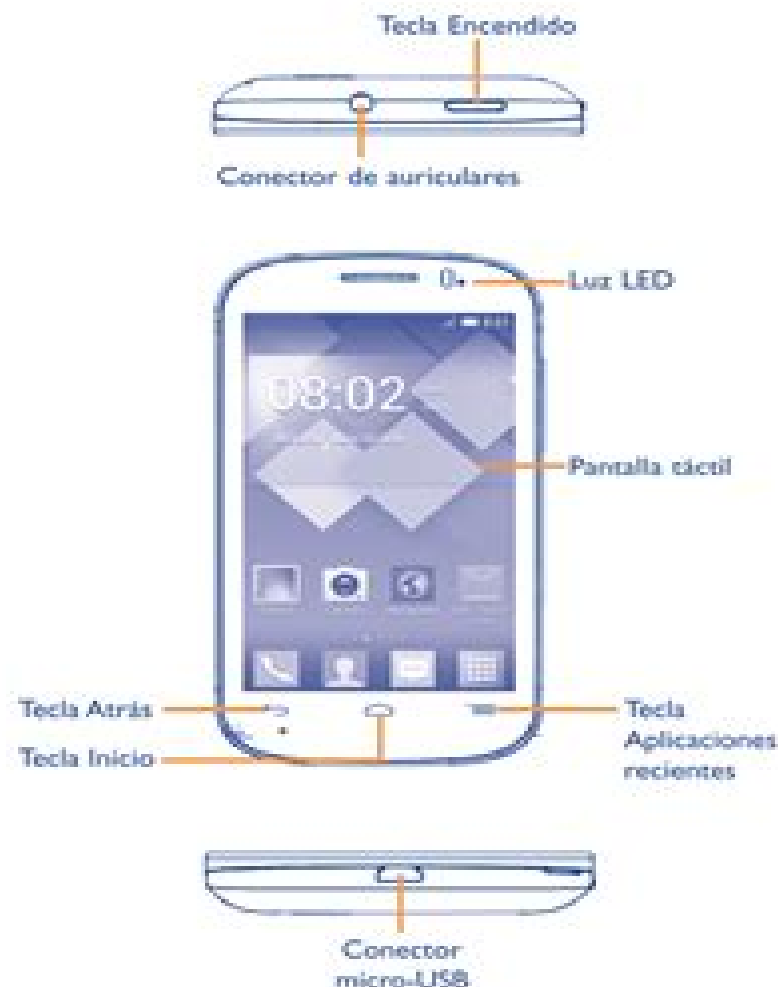 Tecla Encendido
Conector de auriculares
Luz LED
08:02
Pantalla táctil
Tecla Atrás
Tecla Inicio
Tecla
Aplicaciones
recientes
Conector
micro-USB